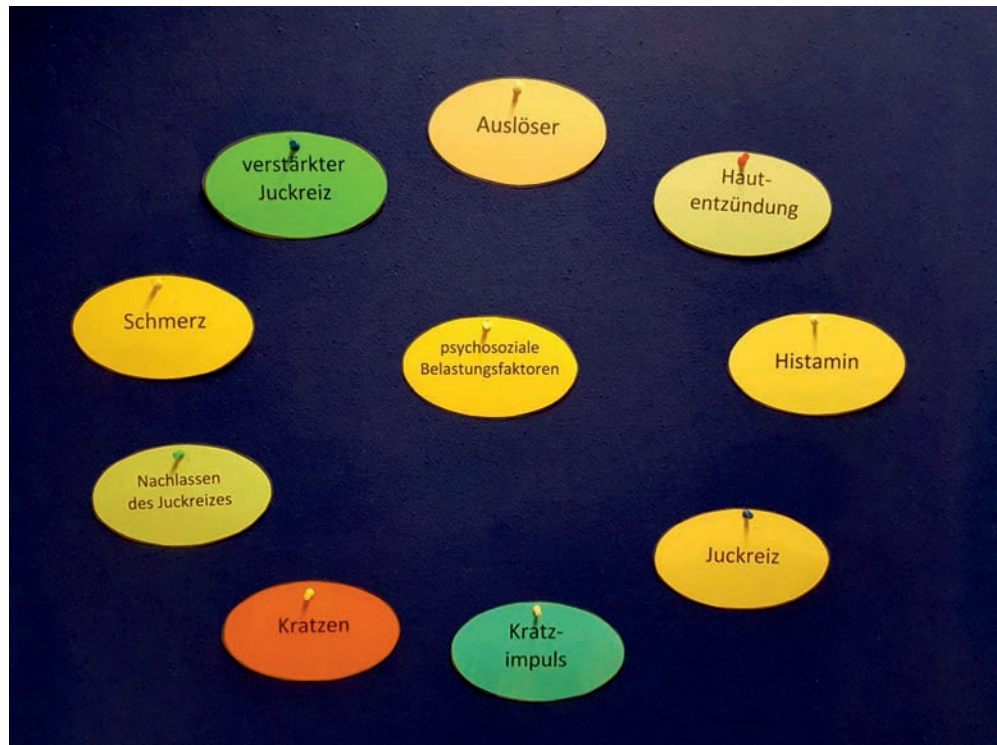 Auslöser
Haut-
entzündung
Histamin
Juckreiz
Kratz-
impuls
Kratzen
Nachlassen
des Juckreizes
Schmerz
verstärkter
Juckreiz
psychosoziale
Belastungsfaktoren